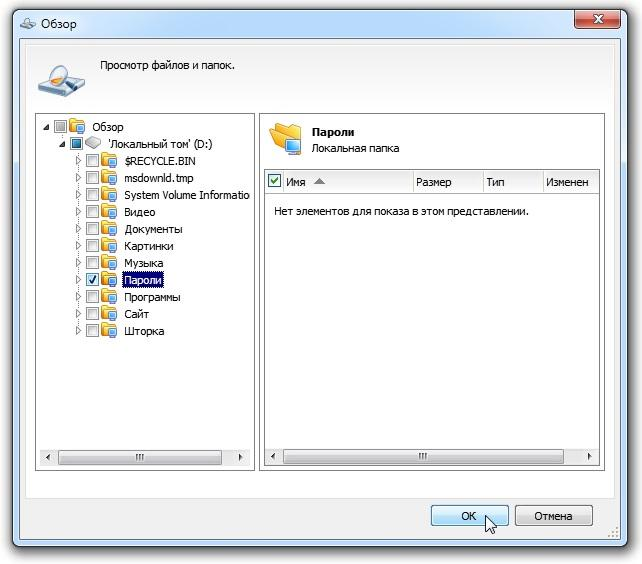 Обзор
Просмотр файлов и папок.
Обзор
'Локальный том' (D:)
$RECYCLE.BIN
msdownld.tmp
System Volume Informatio
Видео
Документы
Картинки
Музыка
Пароли
Программы
Сайт
Шторка
Пароли
Локальная папка
Имя Размер Тип Изменен
Нет элементов для показа в этом представлении.
OK Отмена